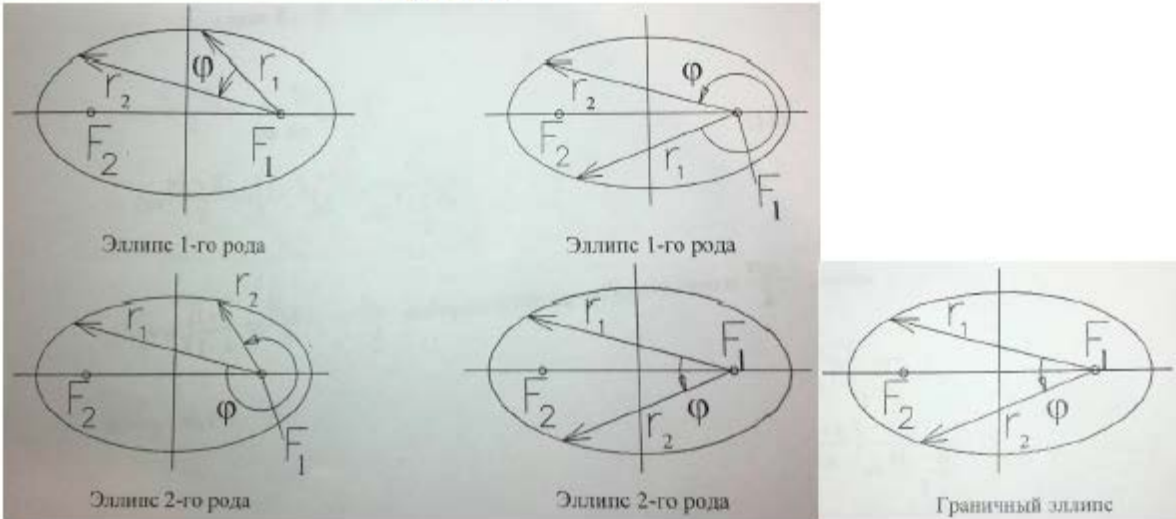 φ r₁
r₂
F₂ F₁
Эллипс 1-го рода
φ
r₂
F₂ r₁ F₁
Эллипс 1-го рода
r₂
r₁
F₂ φ F₁
Эллипс 2-го рода
r₁ F₁
F₂ r₂ φ
Эллипс 2-го рода
r₁ F₁
F₂ r₂ φ
Граничный эллипс